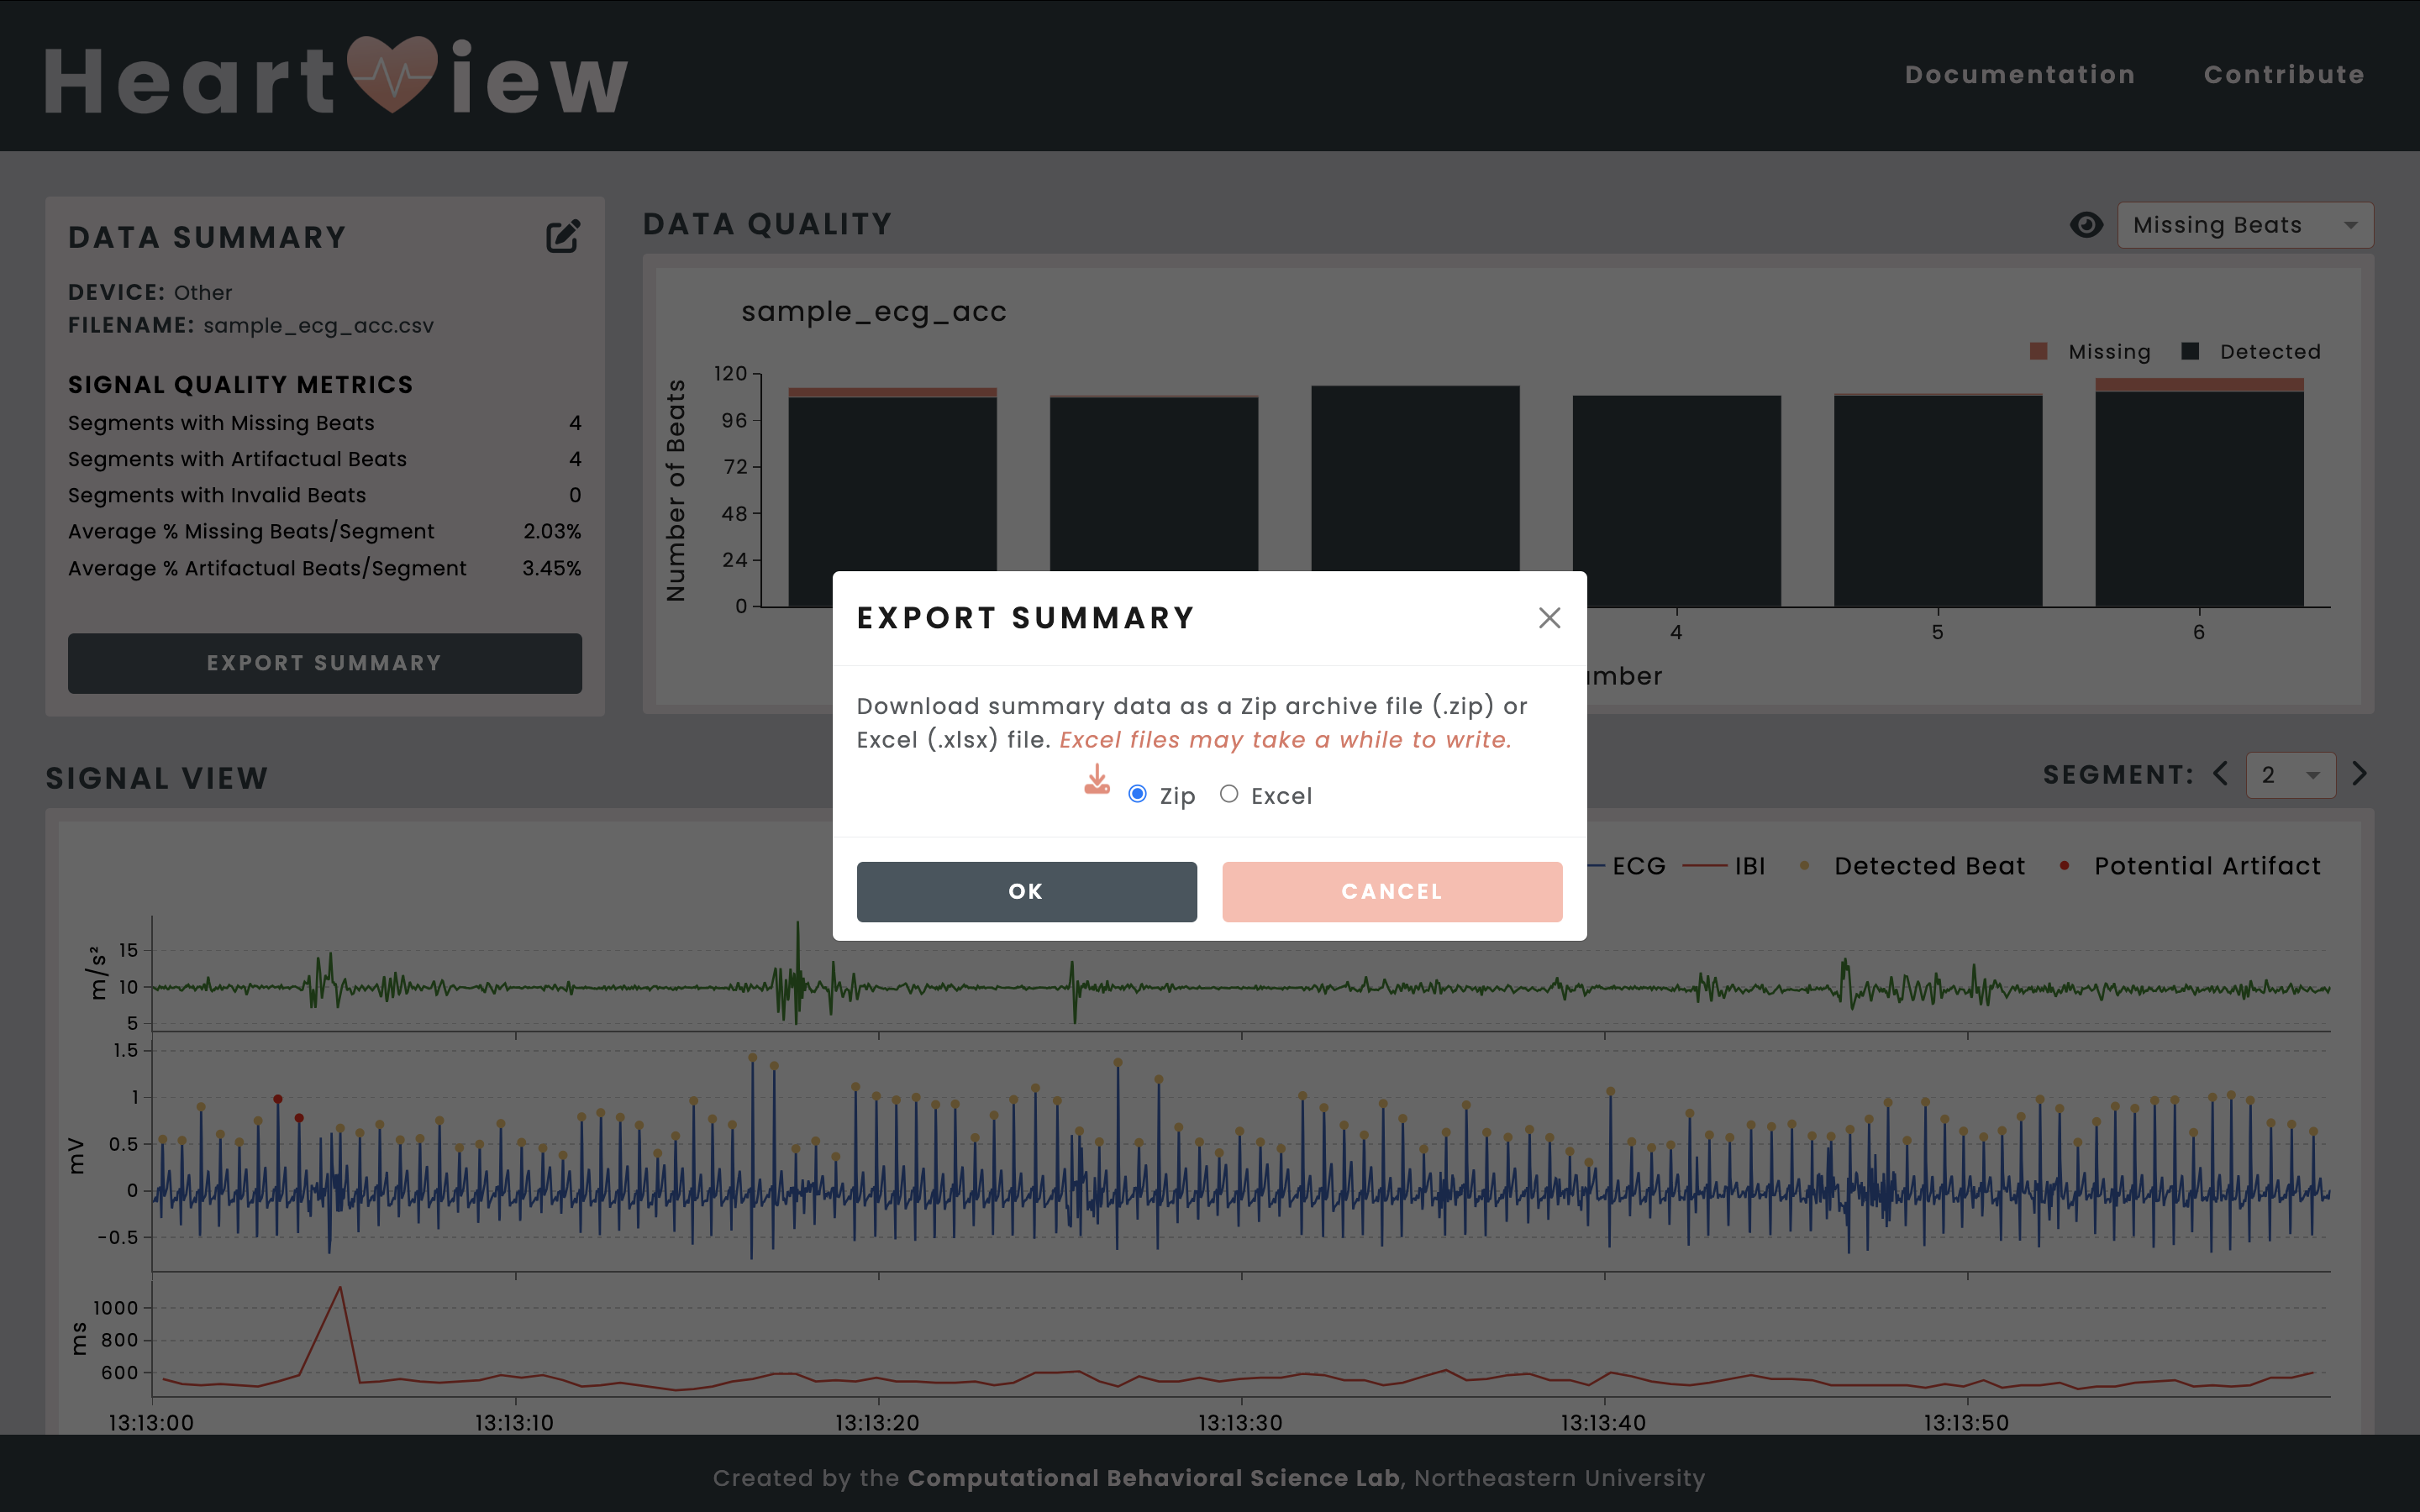 Heart iew
Documentation
Contribute
DATA SUMMARY
DEVICE: Other
FILENAME: sample_ecg_acc.csv
SIGNAL QUALITY METRICS
Segments with Missing Beats 4
Segments with Artifactual Beats 4
Segments with Invalid Beats 0
Average % Missing Beats/Segment 2.03%
Average % Artifactual Beats/Segment 3.45%
EXPORT SUMMARY
DATA QUALITY
Missing Beats
sample_ecg_acc
Missing Detected
Number of Beats
120
96
72
48
24
0
4 5 6
mber
EXPORT SUMMARY
Download summary data as a Zip archive file (.zip) or
Excel (.xlsx) file. Excel files may take a while to write.
Zip Excel
OK
CANCEL
SIGNAL VIEW
SEGMENT: 2
ECG IBI Detected Beat Potential Artifact
m/s²
15
10
5
mV
1.5
1
0.5
0
−0.5
ms
1000
800
600
13:13:00 13:13:10 13:13:20 13:13:30 13:13:40 13:13:50
Created by the Computational Behavioral Science Lab, Northeastern University